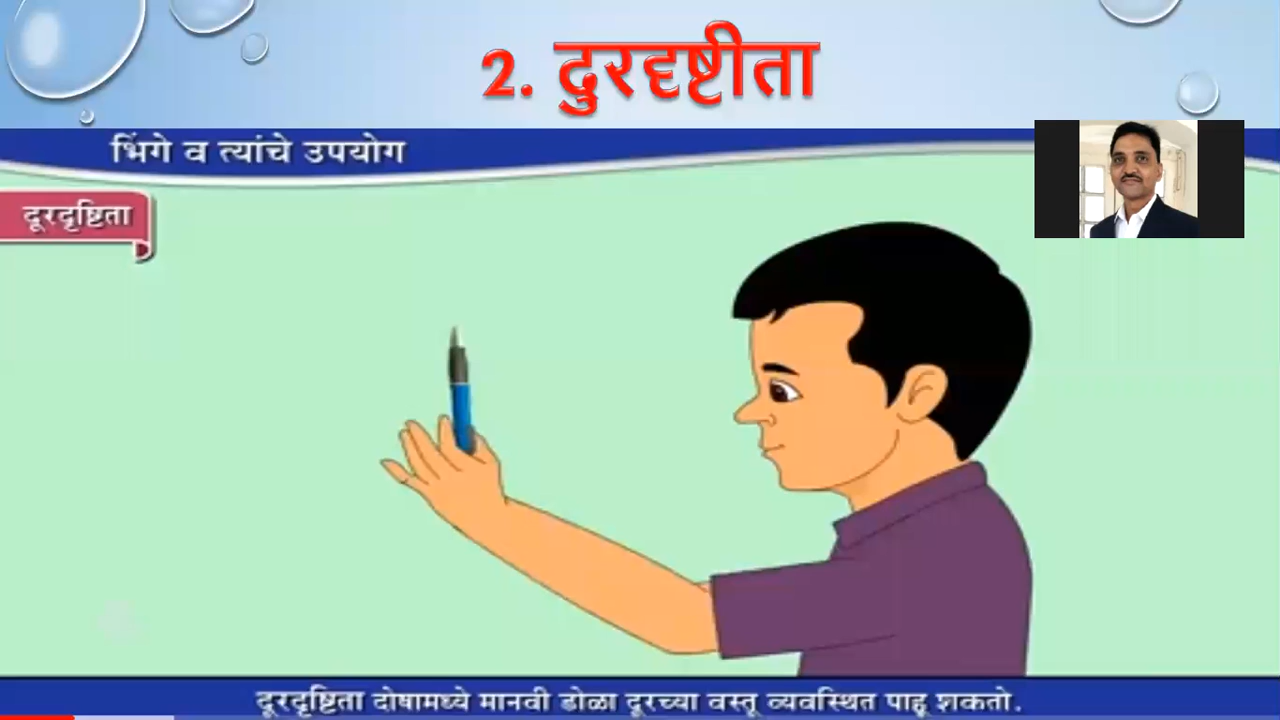 2. दुरदृष्टीता
भिंगे व त्यांचे उपयोग
दूरदृष्टिता
दूरदृष्टिता दोषामध्ये मानवी डोळा दूरच्या वस्तू व्यवस्थित पाहू शकतो.